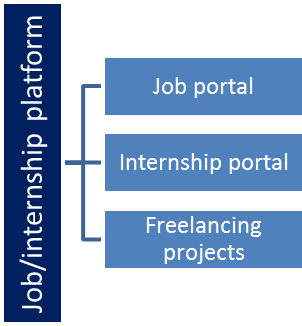 Job/internship platform
Job portal
Internship portal
Freelancing
projects